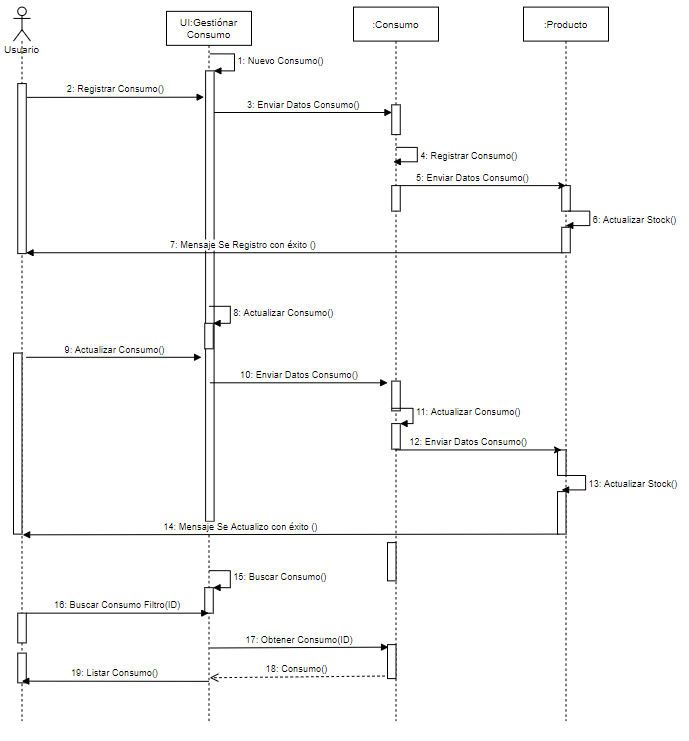 Usuario
UI:Gestiónar
Consumo
:Consumo
:Producto
1: Nuevo Consumo()
2: Registrar Consumo()
3: Enviar Datos Consumo()
4: Registrar Consumo()
5: Enviar Datos Consumo()
6: Actualizar Stock()
7: Mensaje Se Registro con éxito ()
8: Actualizar Consumo()
9: Actualizar Consumo()
10: Enviar Datos Consumo()
11: Actualizar Consumo()
12: Enviar Datos Consumo()
13: Actualizar Stock()
14: Mensaje Se Actualizo con éxito ()
15: Buscar Consumo()
16: Buscar Consumo Filtro(ID)
17: Obtener Consumo(ID)
18: Consumo()
19: Listar Consumo()